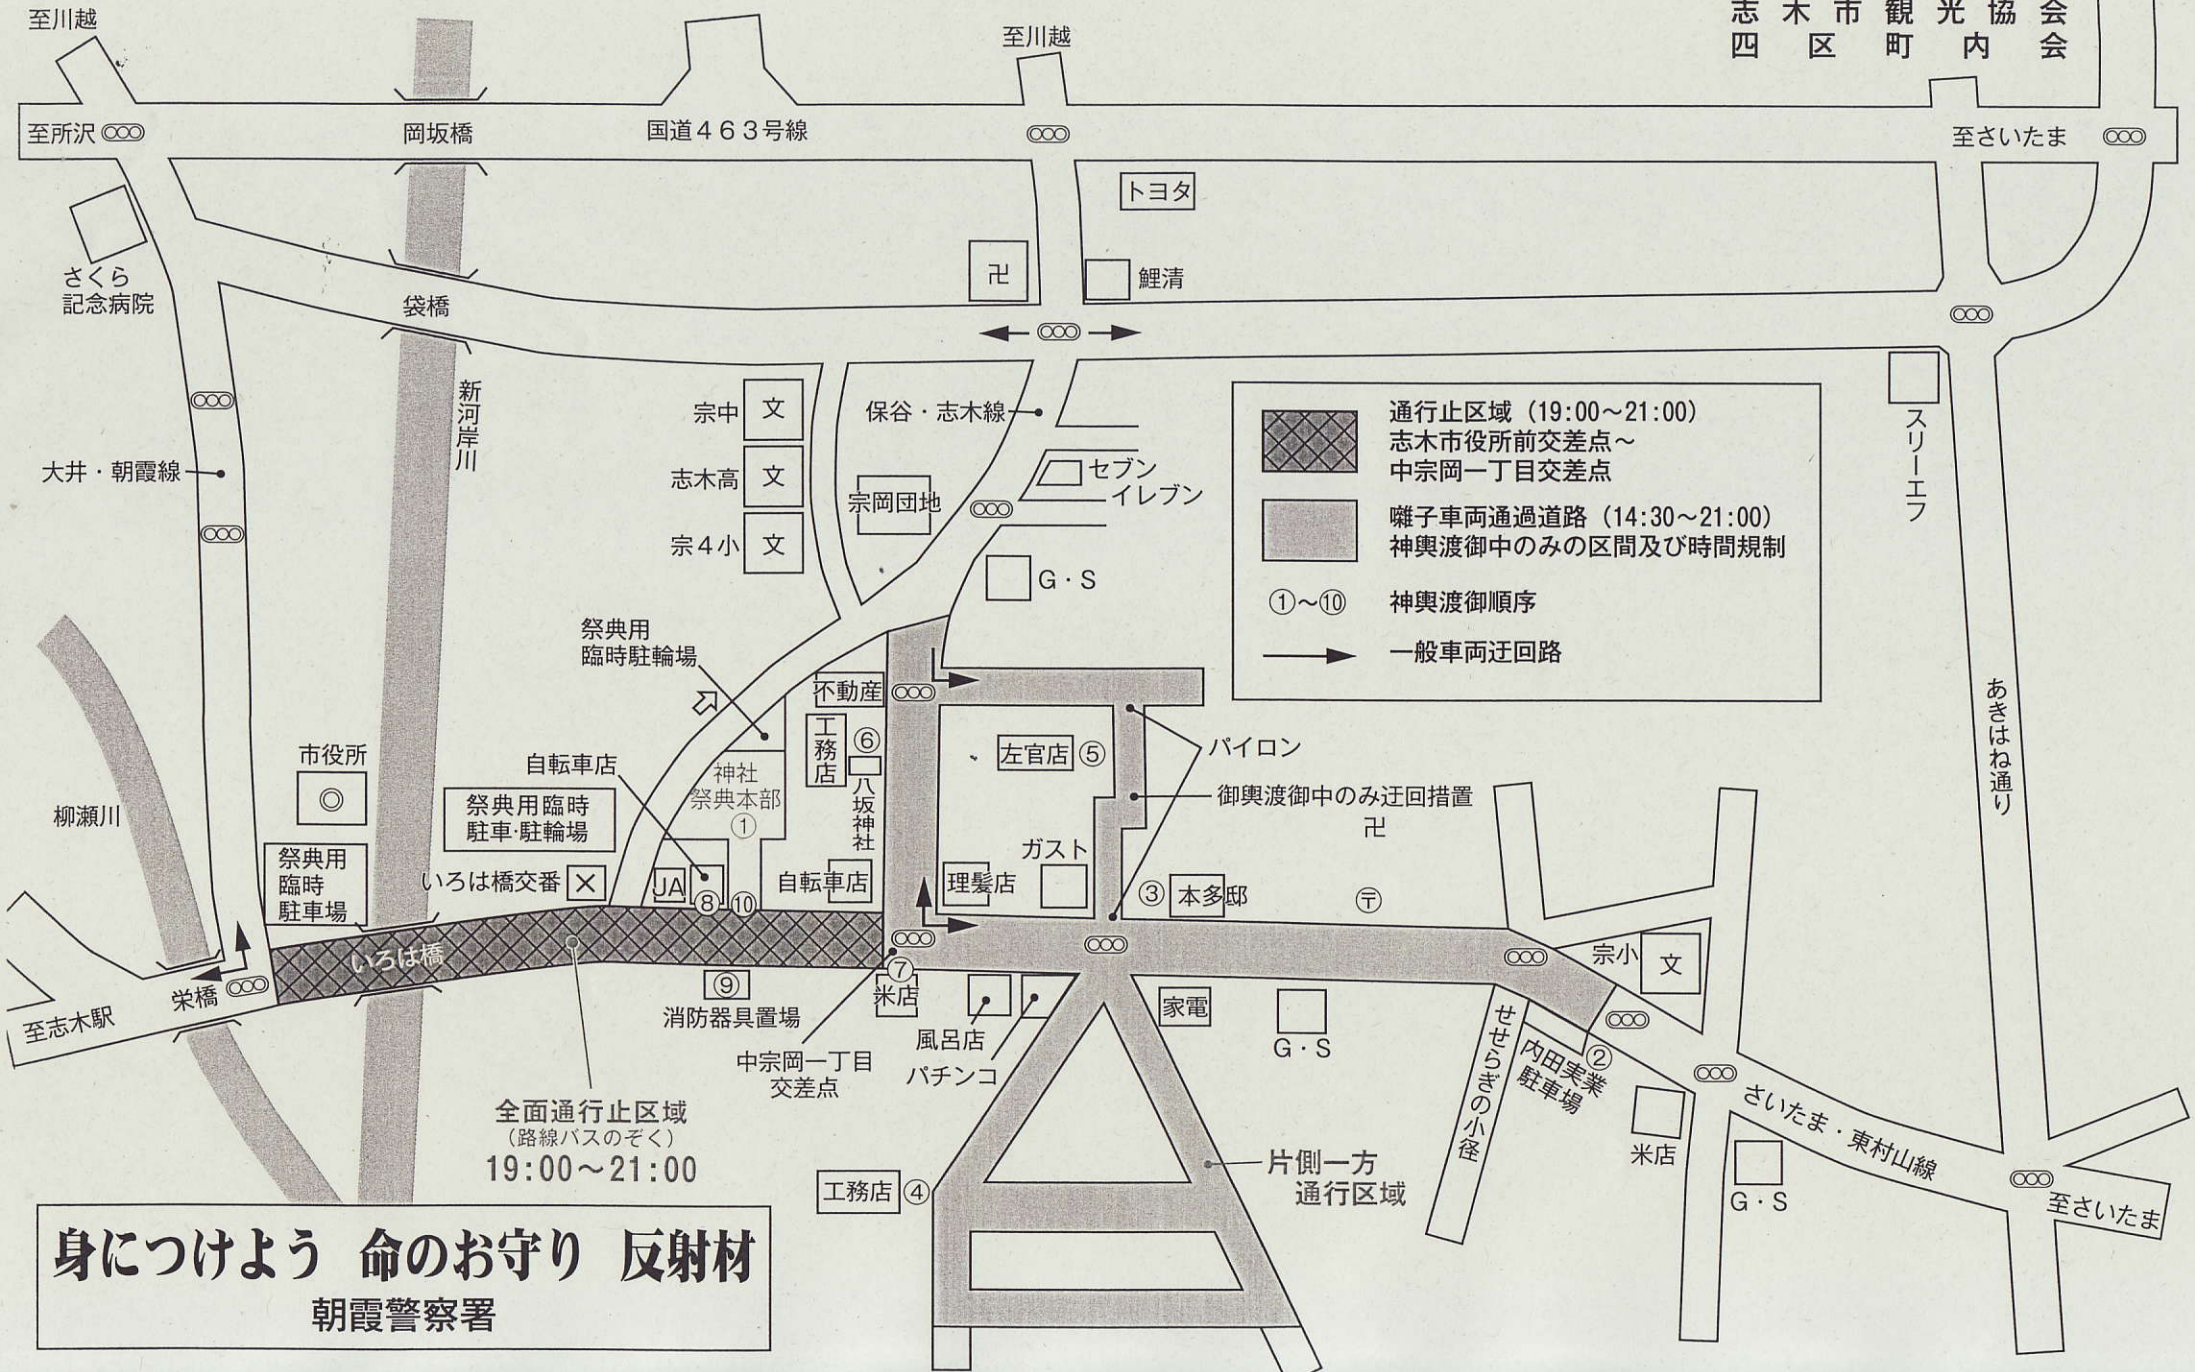 至川越
至川越
志木市観光協会
四区町内会
至所沢
岡坂橋
国道463号線
至さいたま
トヨタ
卍
鯉清
さくら
記念病院
袋橋
新河岸川
宗中
文
保谷・志木線
志木高
文
宗岡団地
セブン
イレブン
宗4小
文
G・S
大井・朝霞線
通行止区域(19:00~21:00)
志木市役所前交差点~
中宗岡一丁目交差点
囃子車両通過道路(14:30~21:00)
神輿渡御中のみの区間及び時間規制
①~⑩ 神輿渡御順序
一般車両迂回路
スリーエフ
あきはね通り
祭典用
臨時駐輪場
不動産
工務店
⑥
八坂神社
左官店
⑤
パイロン
御輿渡御中のみ迂回措置
卍
市役所
◎
自転車店
神社
祭典本部
①
祭典用臨時
駐車・駐輪場
柳瀬川
祭典用
臨時
駐車場
いろは橋交番
JA
⑧
⑩
自転車店
理髪店
ガスト
③
本多邸
〒
宗小
文
いろは橋
栄橋
至志木駅
⑨
消防器具置場
⑦
米店
風呂店
パチンコ
中宗岡一丁目
交差点
家電
G・S
せせらぎの小径
②
内田実業
駐車場
米店
G・S
さいたま・東村山線
至さいたま
全面通行止区域
(路線バスのぞく)
19:00~21:00
工務店
④
片側一方
通行区域
身につけよう 命のお守り 反射材
朝霞警察署